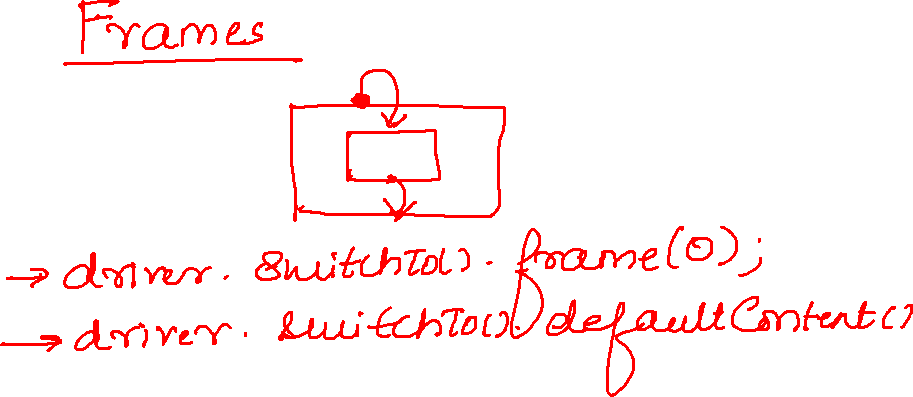 Frames
→ driver. SwitchTo(). frame(0);
→ driver. SwitchTo(). defaultContent()